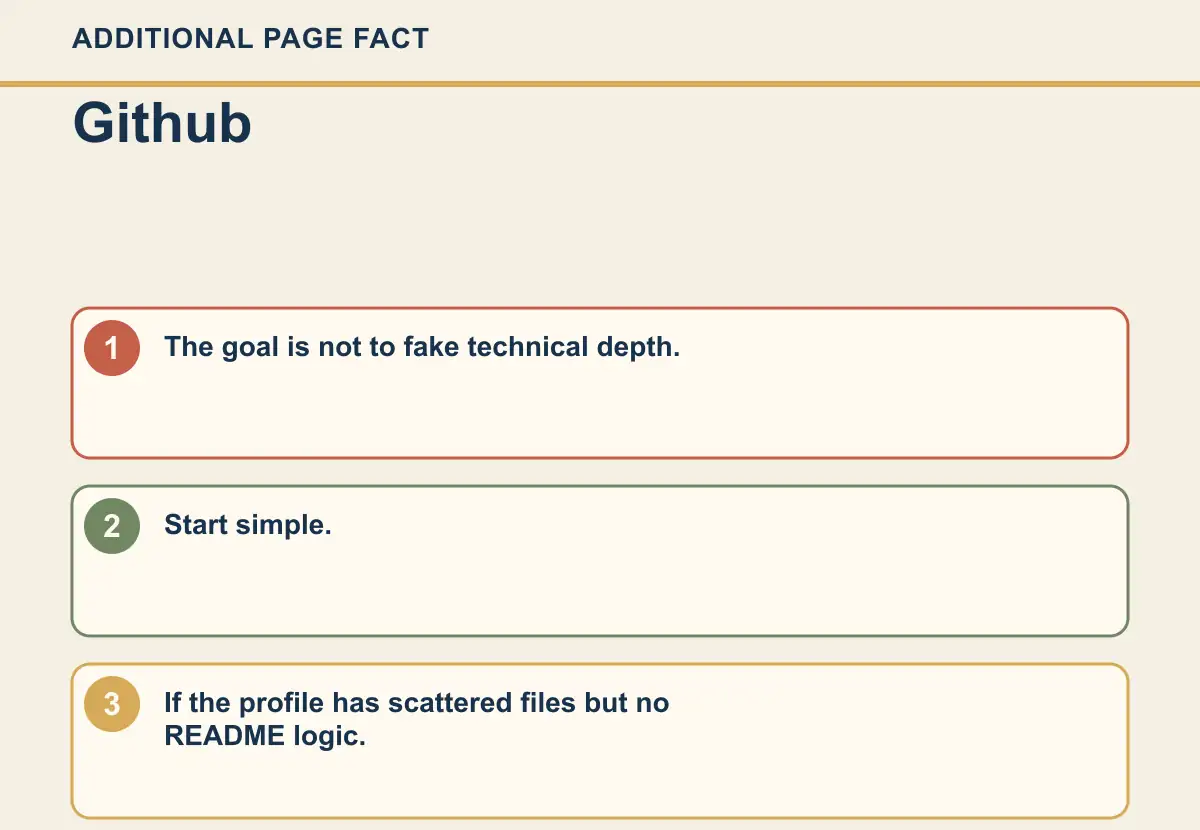 ADDITIONAL PAGE FACT
Github
1
The goal is not to fake technical depth.
2
Start simple.
3
If the profile has scattered files but no
README logic.